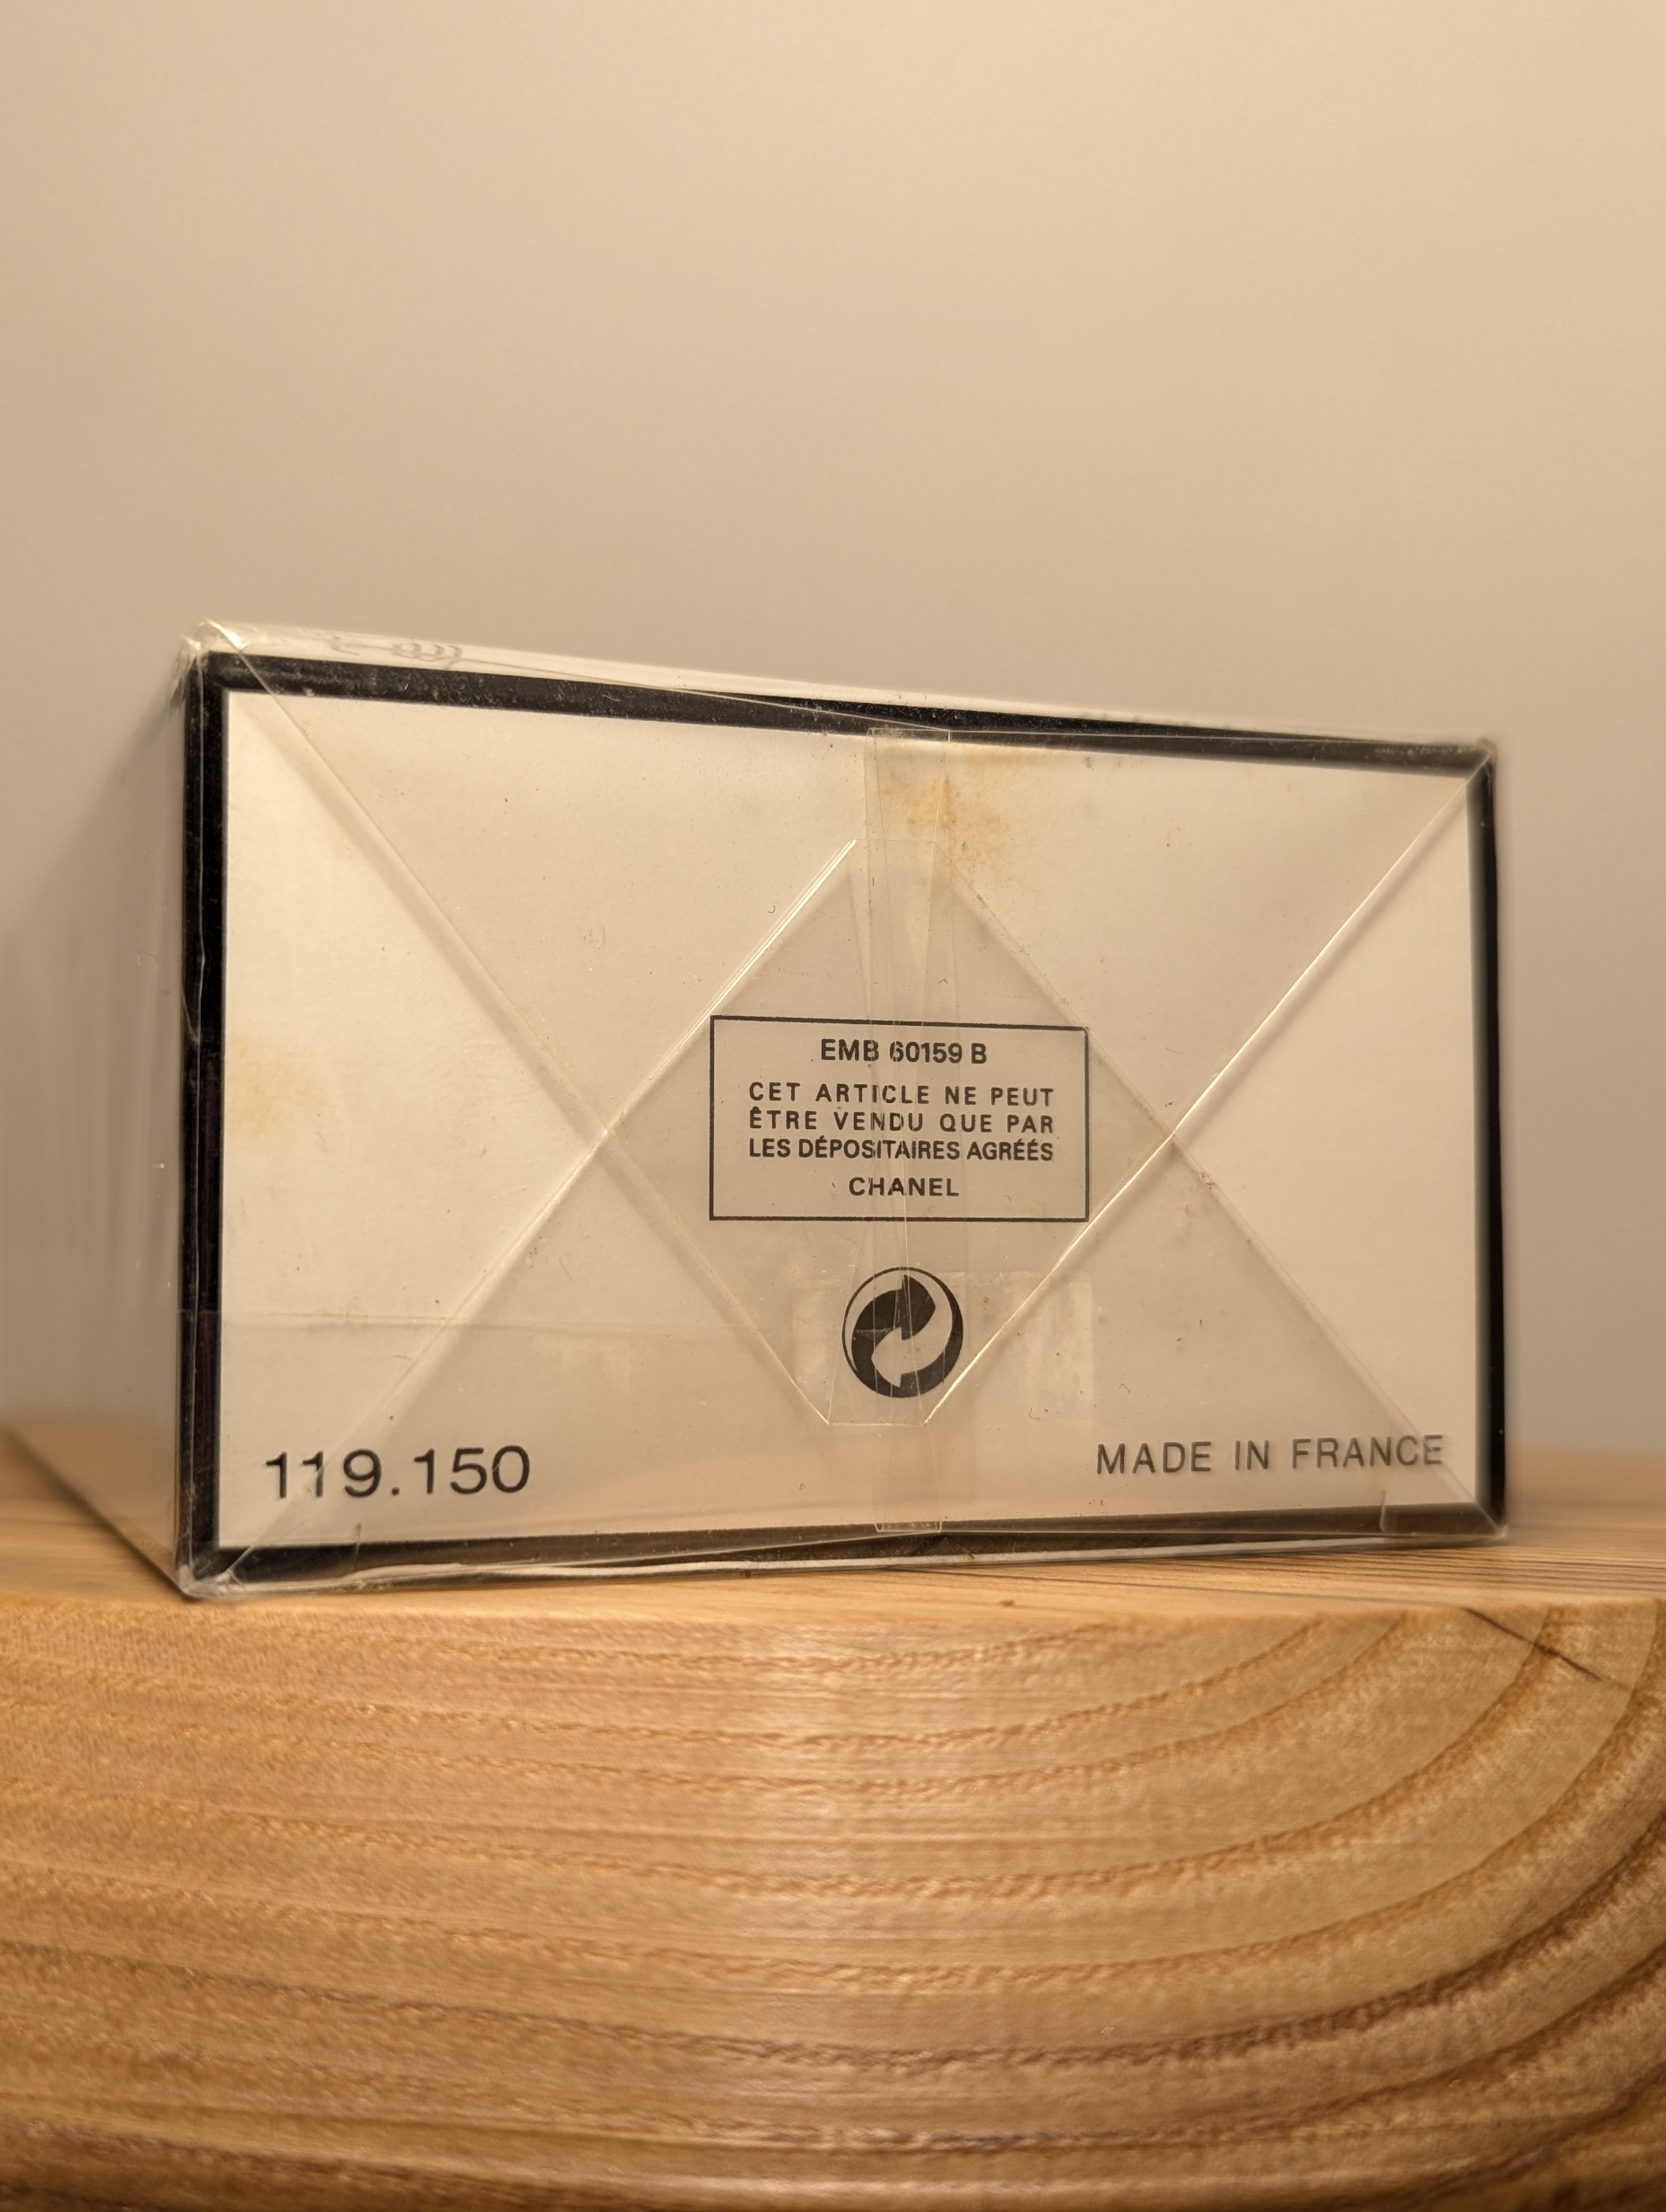 EMB 60159 B
CET ARTICLE NE PEUT
ÊTRE VENDU QUE PAR
LES DÉPOSITAIRES AGRÉÉS
CHANEL
119.150
MADE IN FRANCE